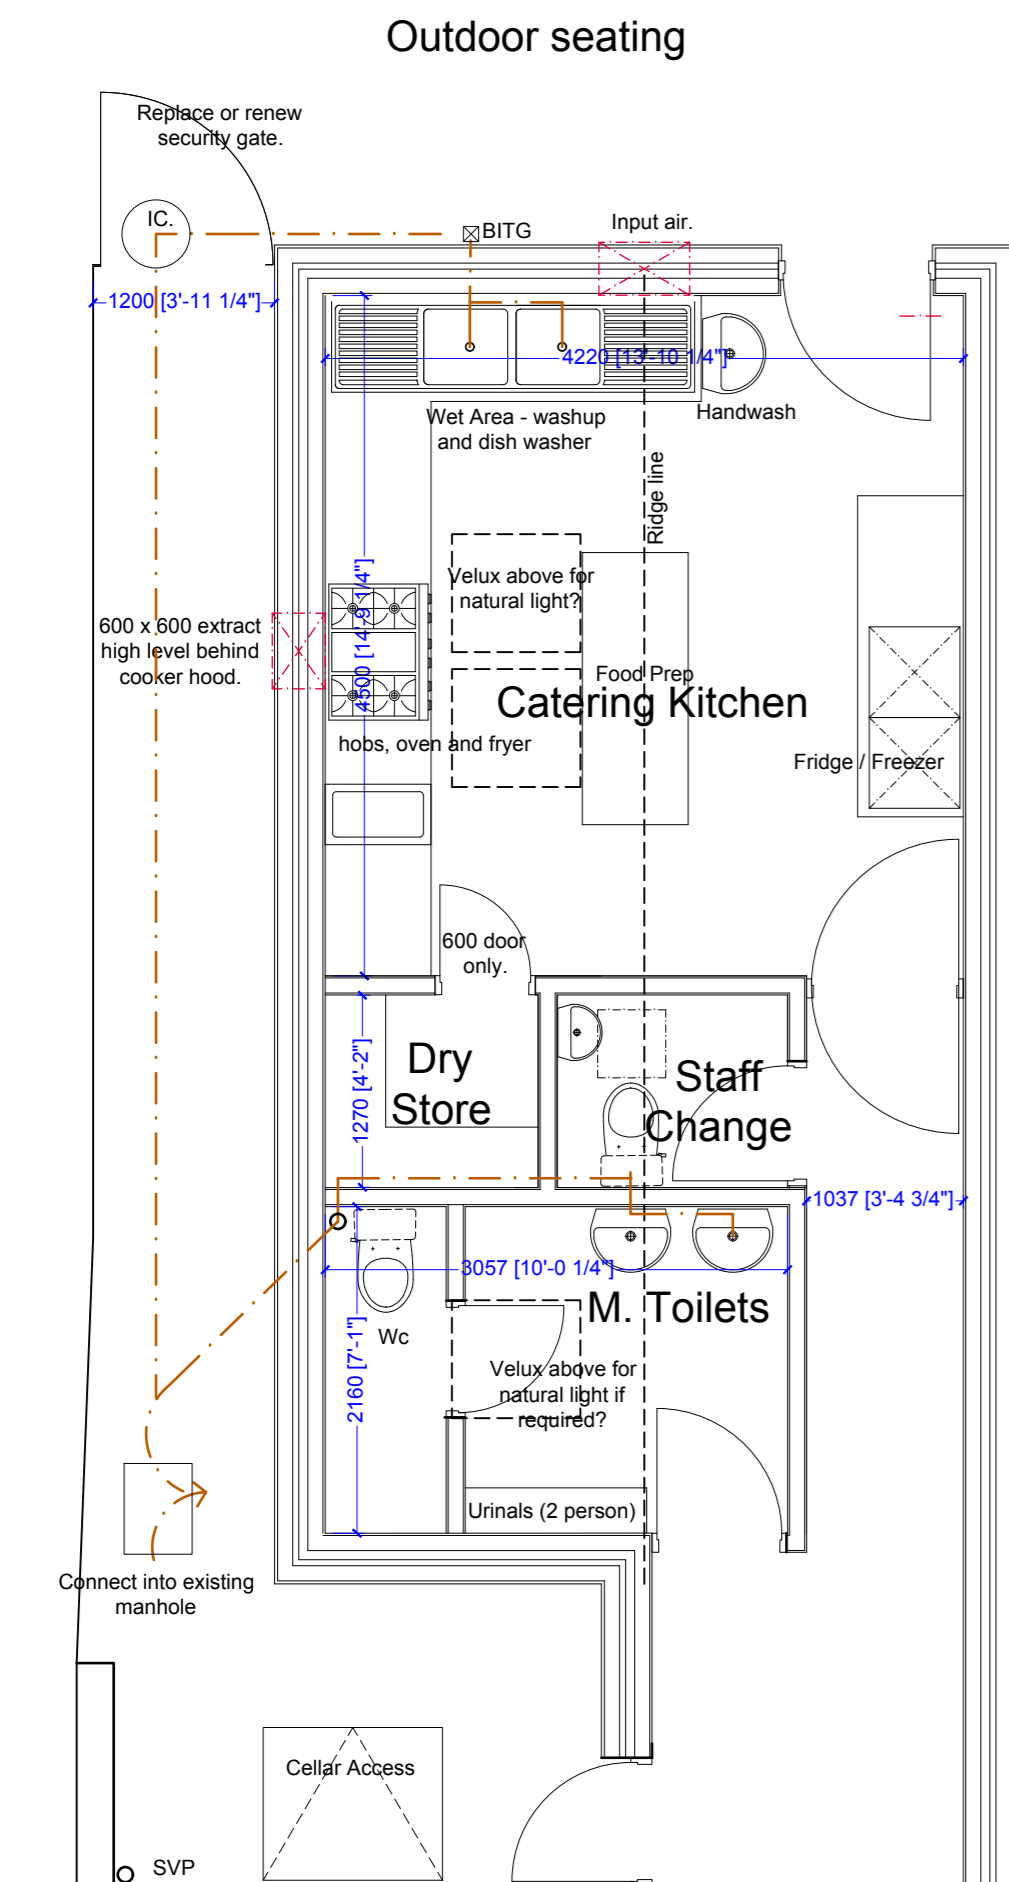 Outdoor seating
Replace or renew
security gate.
IC.
BITG
Input air.
1200 [3'-11 1/4"]
4220 [13'-10 1/4"]
Wet Area - washup
and dish washer
Handwash
Ridge line
4500 [14'-9 1/4"]
Velux above for
natural light?
600 x 600 extract
high level behind
cooker hood.
Food Prep
Catering Kitchen
hobs, oven and fryer
Fridge / Freezer
600 door
only.
1270 [4'-2"]
Dry
Store
Staff
Change
1037 [3'-4 3/4"]
3057 [10'-0 1/4"]
M. Toilets
Wc
2160 [7'-1"]
Velux above for
natural light if
required?
Urinals (2 person)
Connect into existing
manhole
Cellar Access
SVP